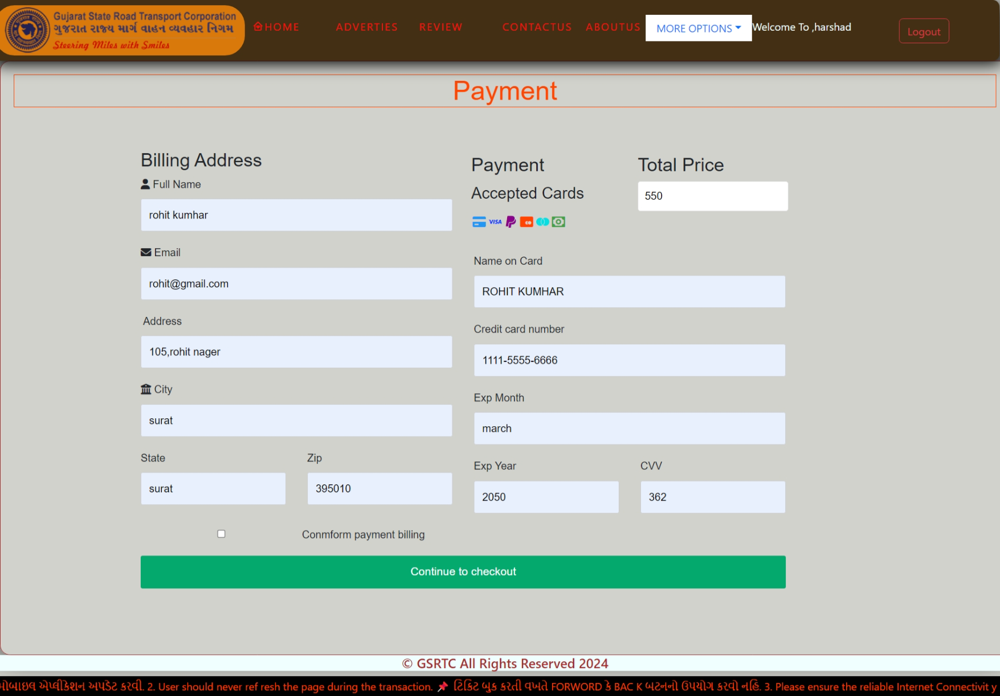 Gujarat State Road Transport Corporation
ગુજરાત રાજ્ય માર્ગ વાહન વ્યવહાર નિગમ
Steering Miles with Smiles
HOME
ADVERTIES
REVIEW
CONTACTUS
ABOUTUS
MORE OPTIONS
Welcome To ,harshad
Logout
Payment
Billing Address
Full Name
rohit kumhar
Email
rohit@gmail.com
Address
105,rohit nager
City
surat
State
Zip
surat
395010
Payment
Total Price
Accepted Cards
550
VISA
Name on Card
ROHIT KUMHAR
Credit card number
1111-5555-6666
Exp Month
march
Exp Year
CVV
2050
362
Conmform payment billing
Continue to checkout
© GSRTC All Rights Reserved 2024
મોબાઇલ એપ્લીકેશન અપડેટ કરવી. 2. User should never ref resh the page during the transaction. 📌 ટિકિટ બુક કરતી વખતે FORWORD કે BAC K બટનનો ઉપયોગ કરવો નહિ. 3. Please ensure the reliable Internet Connectivit y